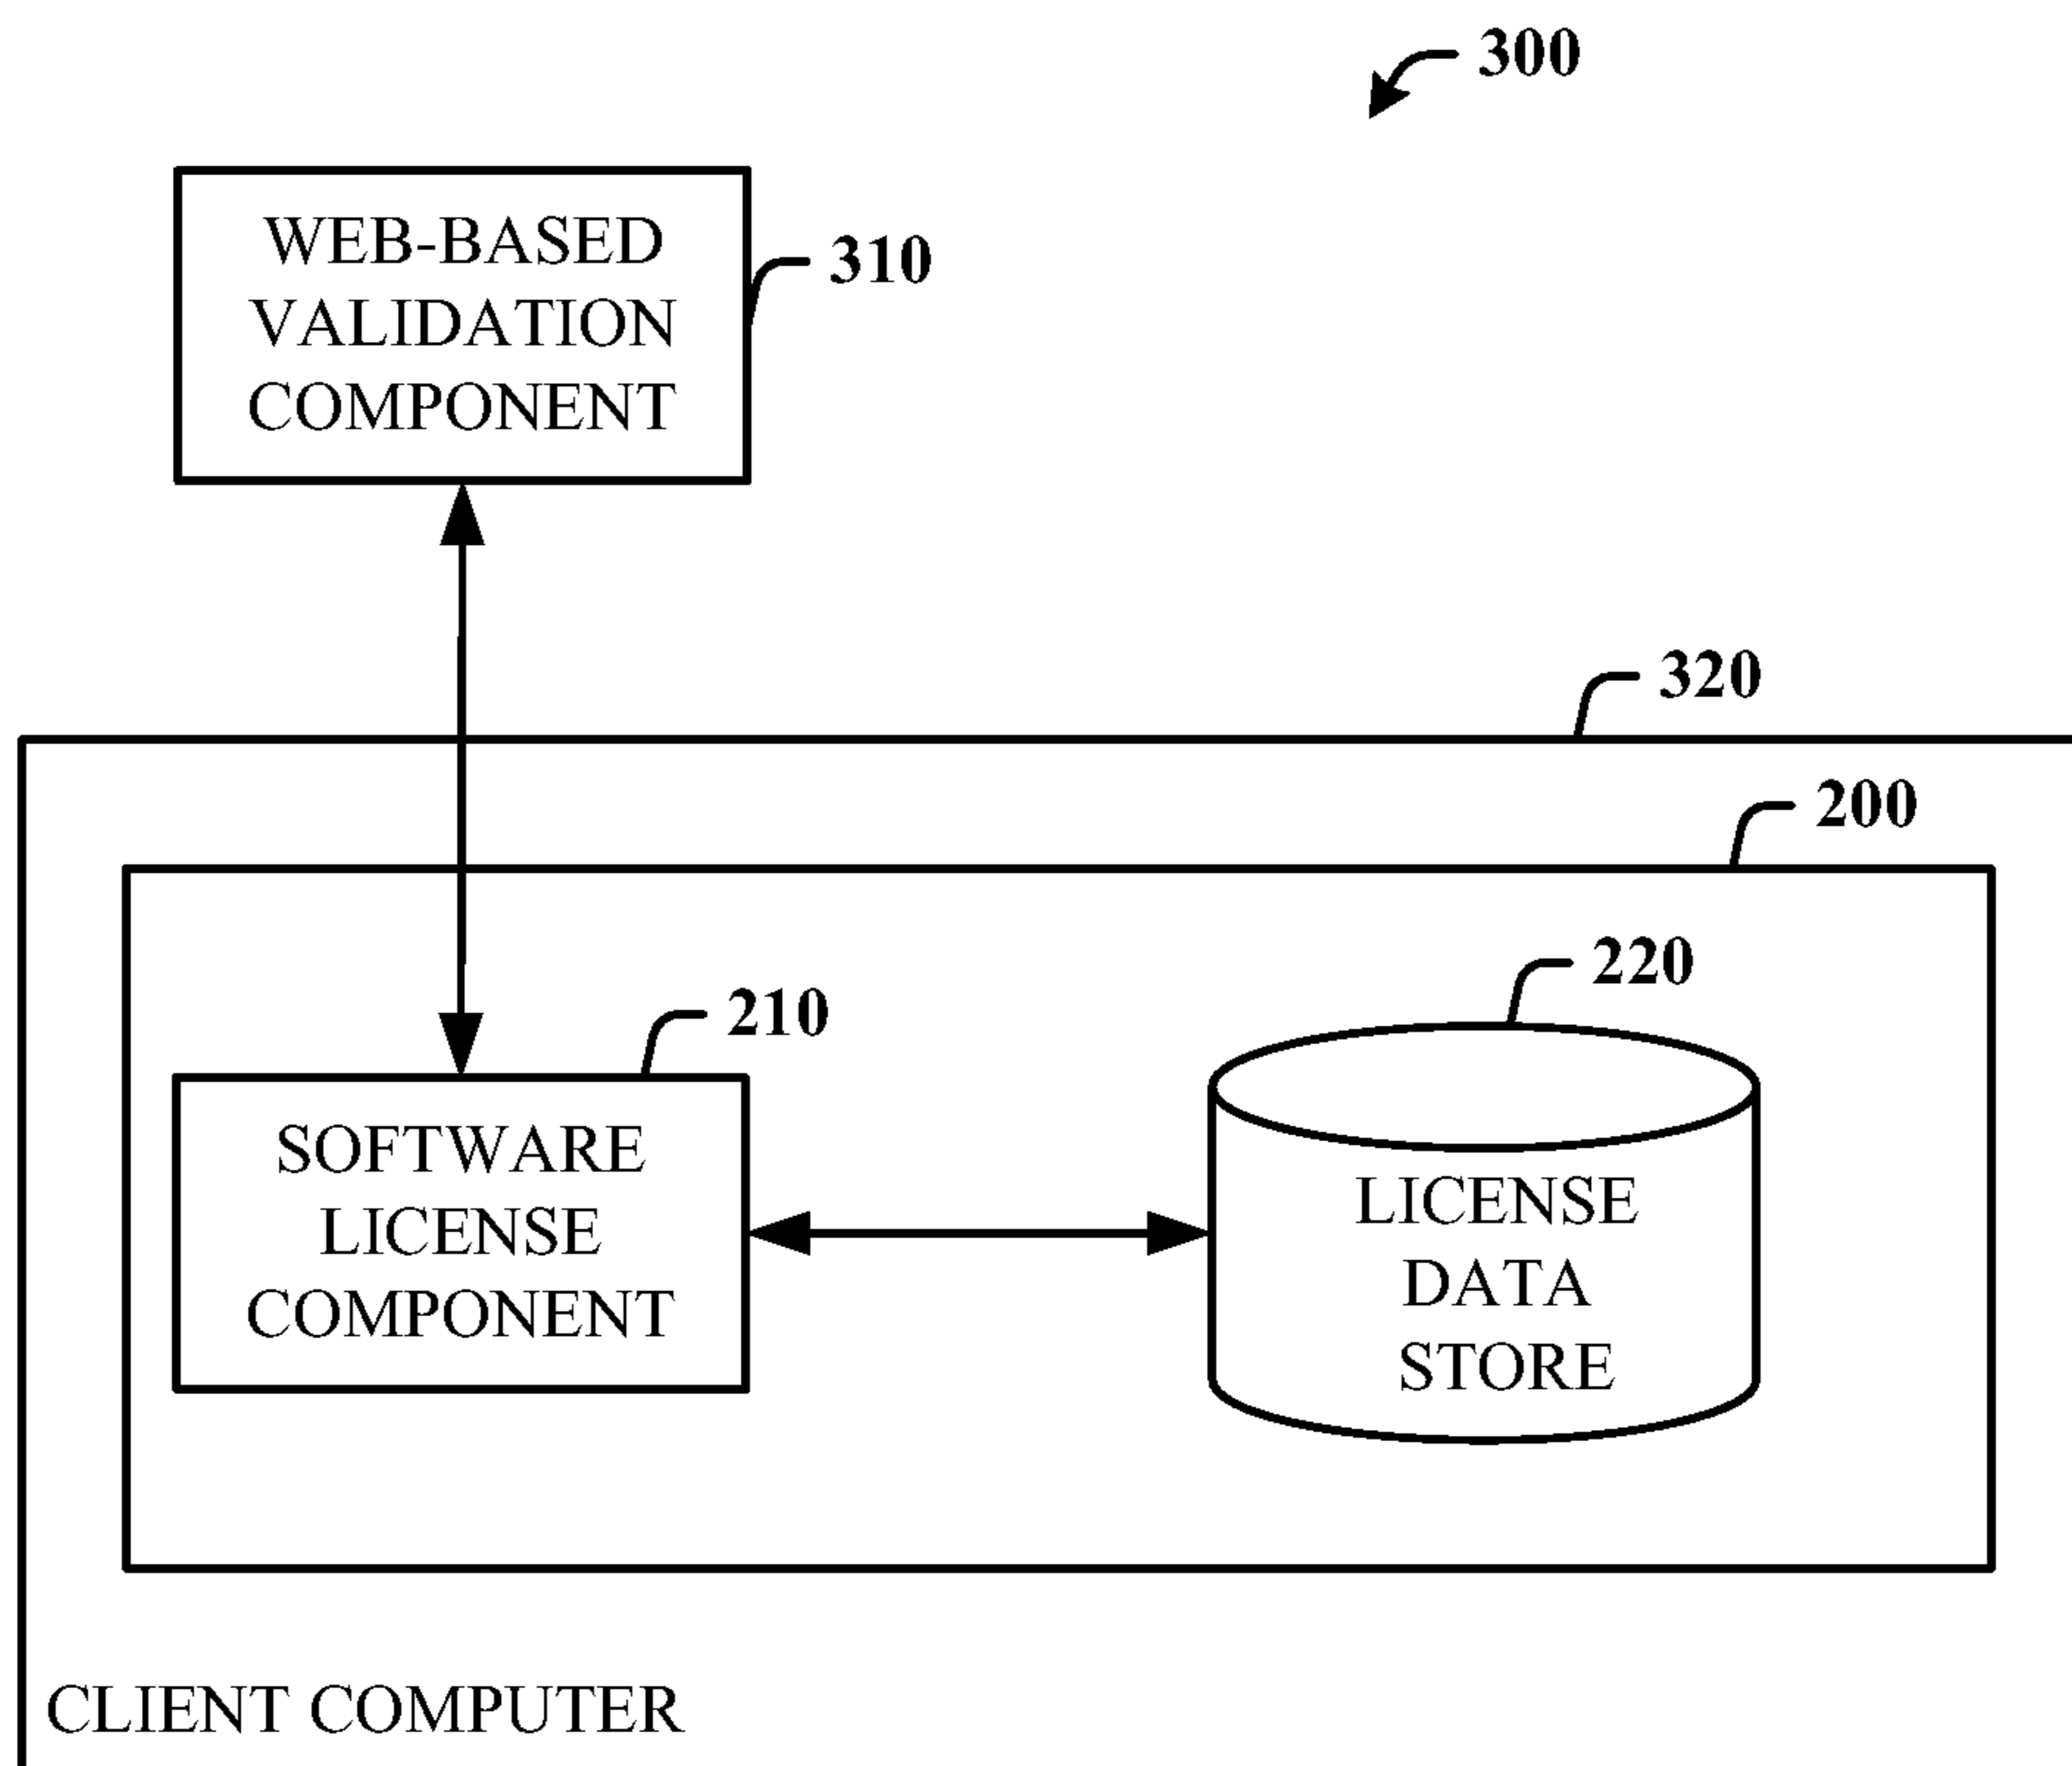 300
WEB-BASED
VALIDATION
COMPONENT
310
320
200
220
210
SOFTWARE
LICENSE
COMPONENT
LICENSE
DATA
STORE
CLIENT COMPUTER